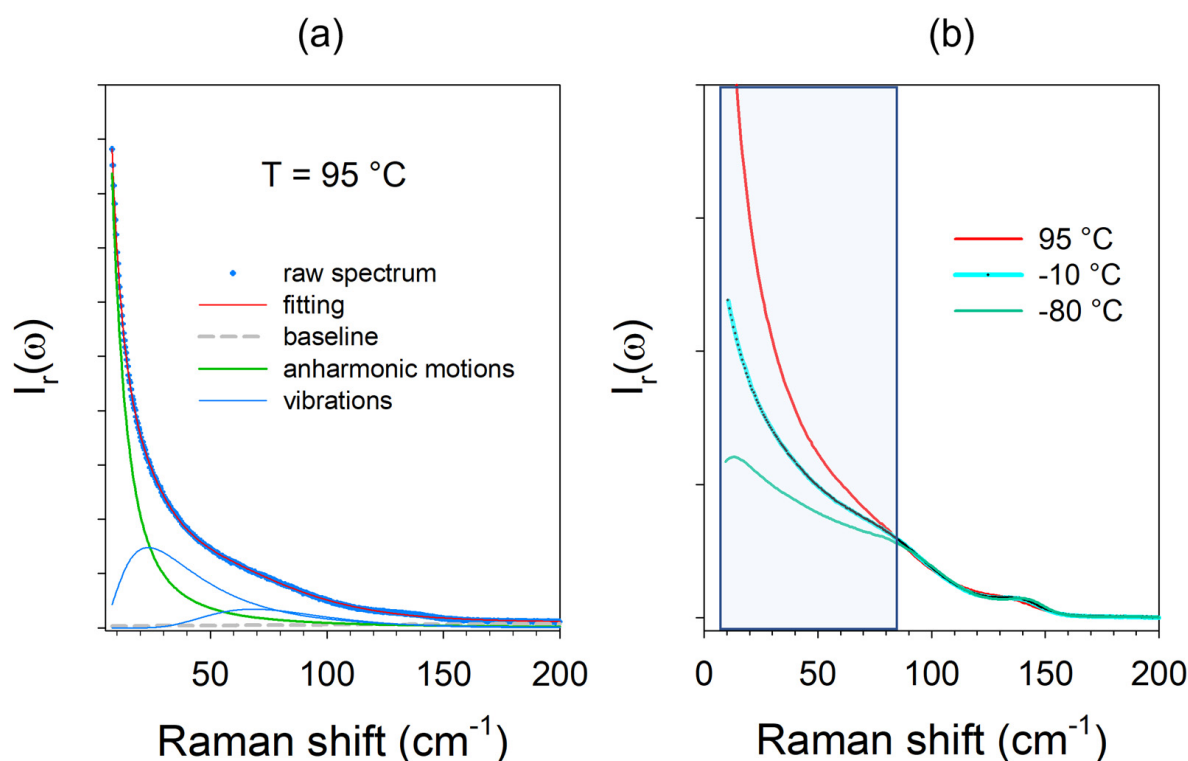 (a)
T = 95 °C
raw spectrum
fitting
baseline
anharmonic motions
vibrations
Iᵣ(ω)
50 100 150 200
Raman shift (cm⁻¹)
(b)
95 °C
-10 °C
-80 °C
Iᵣ(ω)
0 50 100 150 200
Raman shift (cm⁻¹)